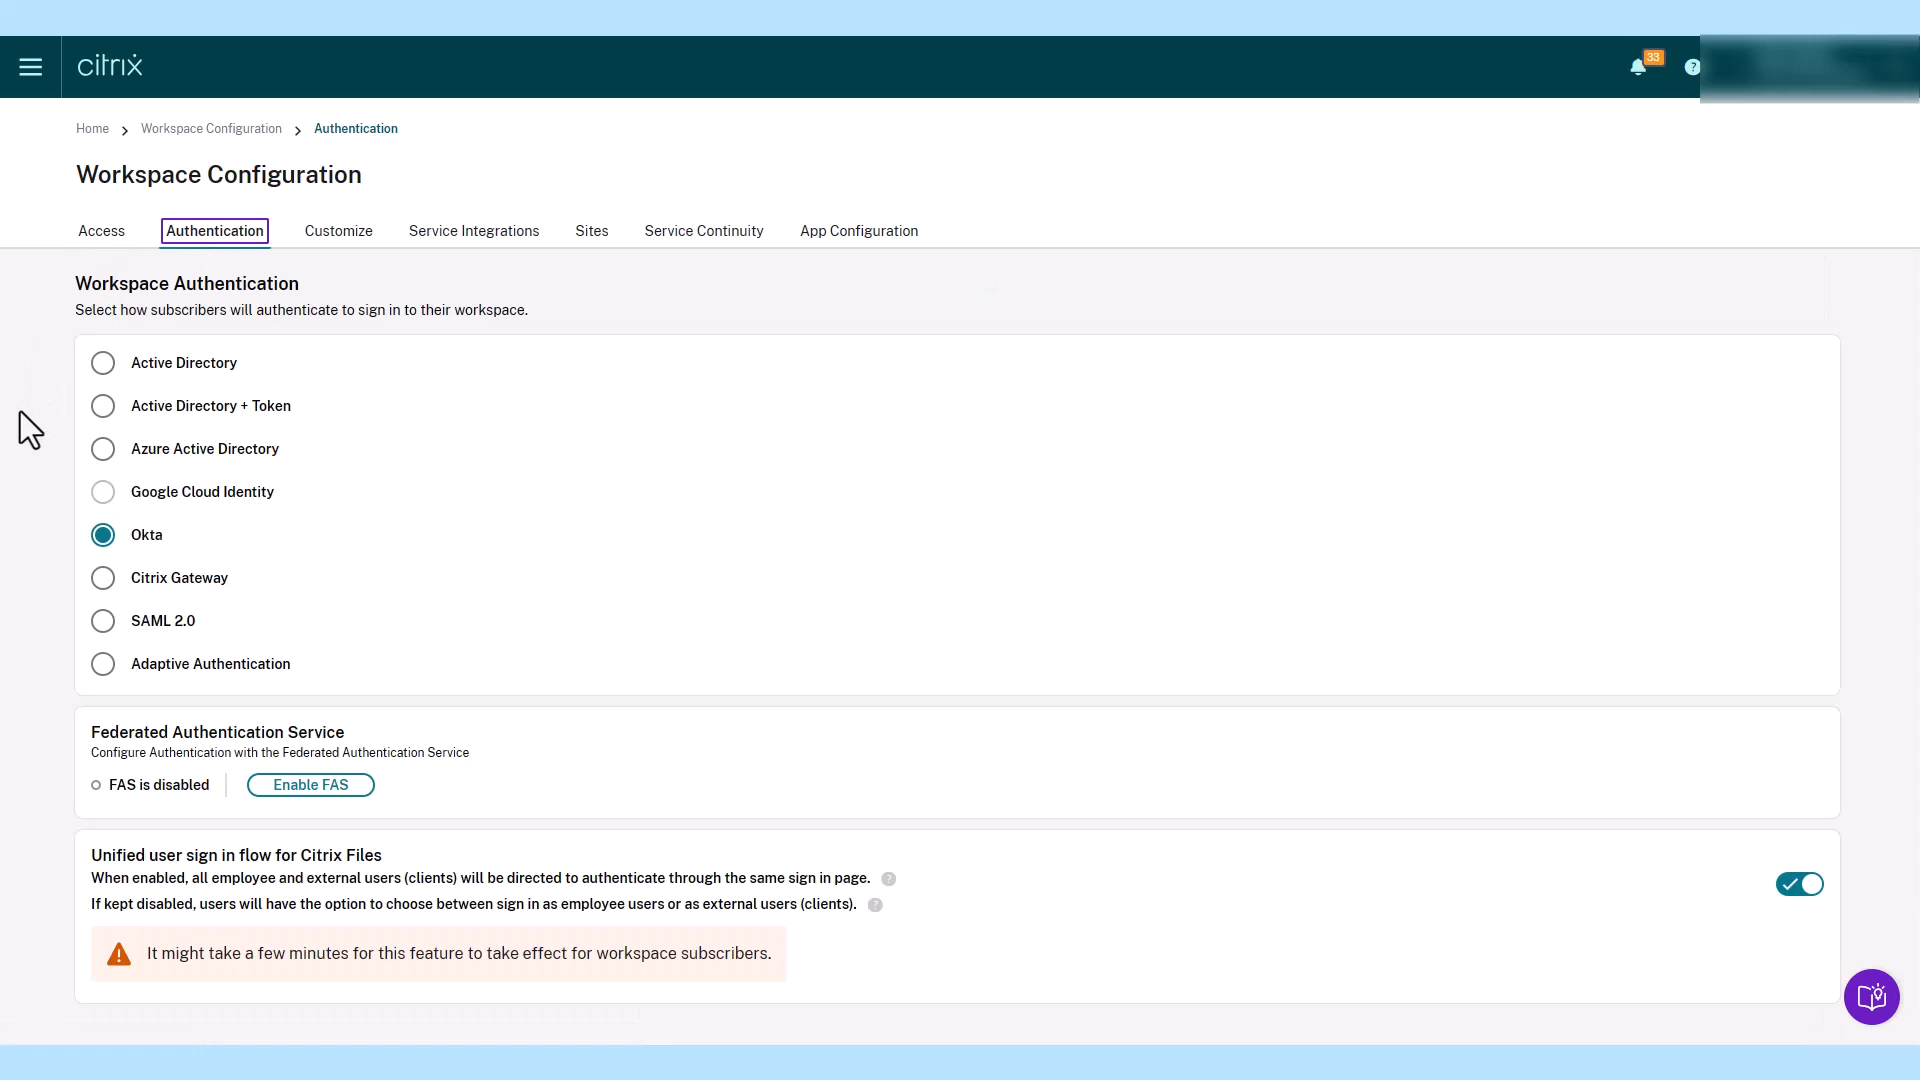 citrix
33
?
Home > Workspace Configuration > Authentication
Workspace Configuration
Access Authentication Customize Service Integrations Sites Service Continuity App Configuration
Workspace Authentication
Select how subscribers will authenticate to sign in to their workspace.
Active Directory
Active Directory + Token
Azure Active Directory
Google Cloud Identity
Okta
Citrix Gateway
SAML 2.0
Adaptive Authentication
Federated Authentication Service
Configure Authentication with the Federated Authentication Service
FAS is disabled Enable FAS
Unified user sign in flow for Citrix Files
When enabled, all employee and external users (clients) will be directed to authenticate through the same sign in page. ?
If kept disabled, users will have the option to choose between sign in as employee users or as external users (clients). ?
It might take a few minutes for this feature to take effect for workspace subscribers.